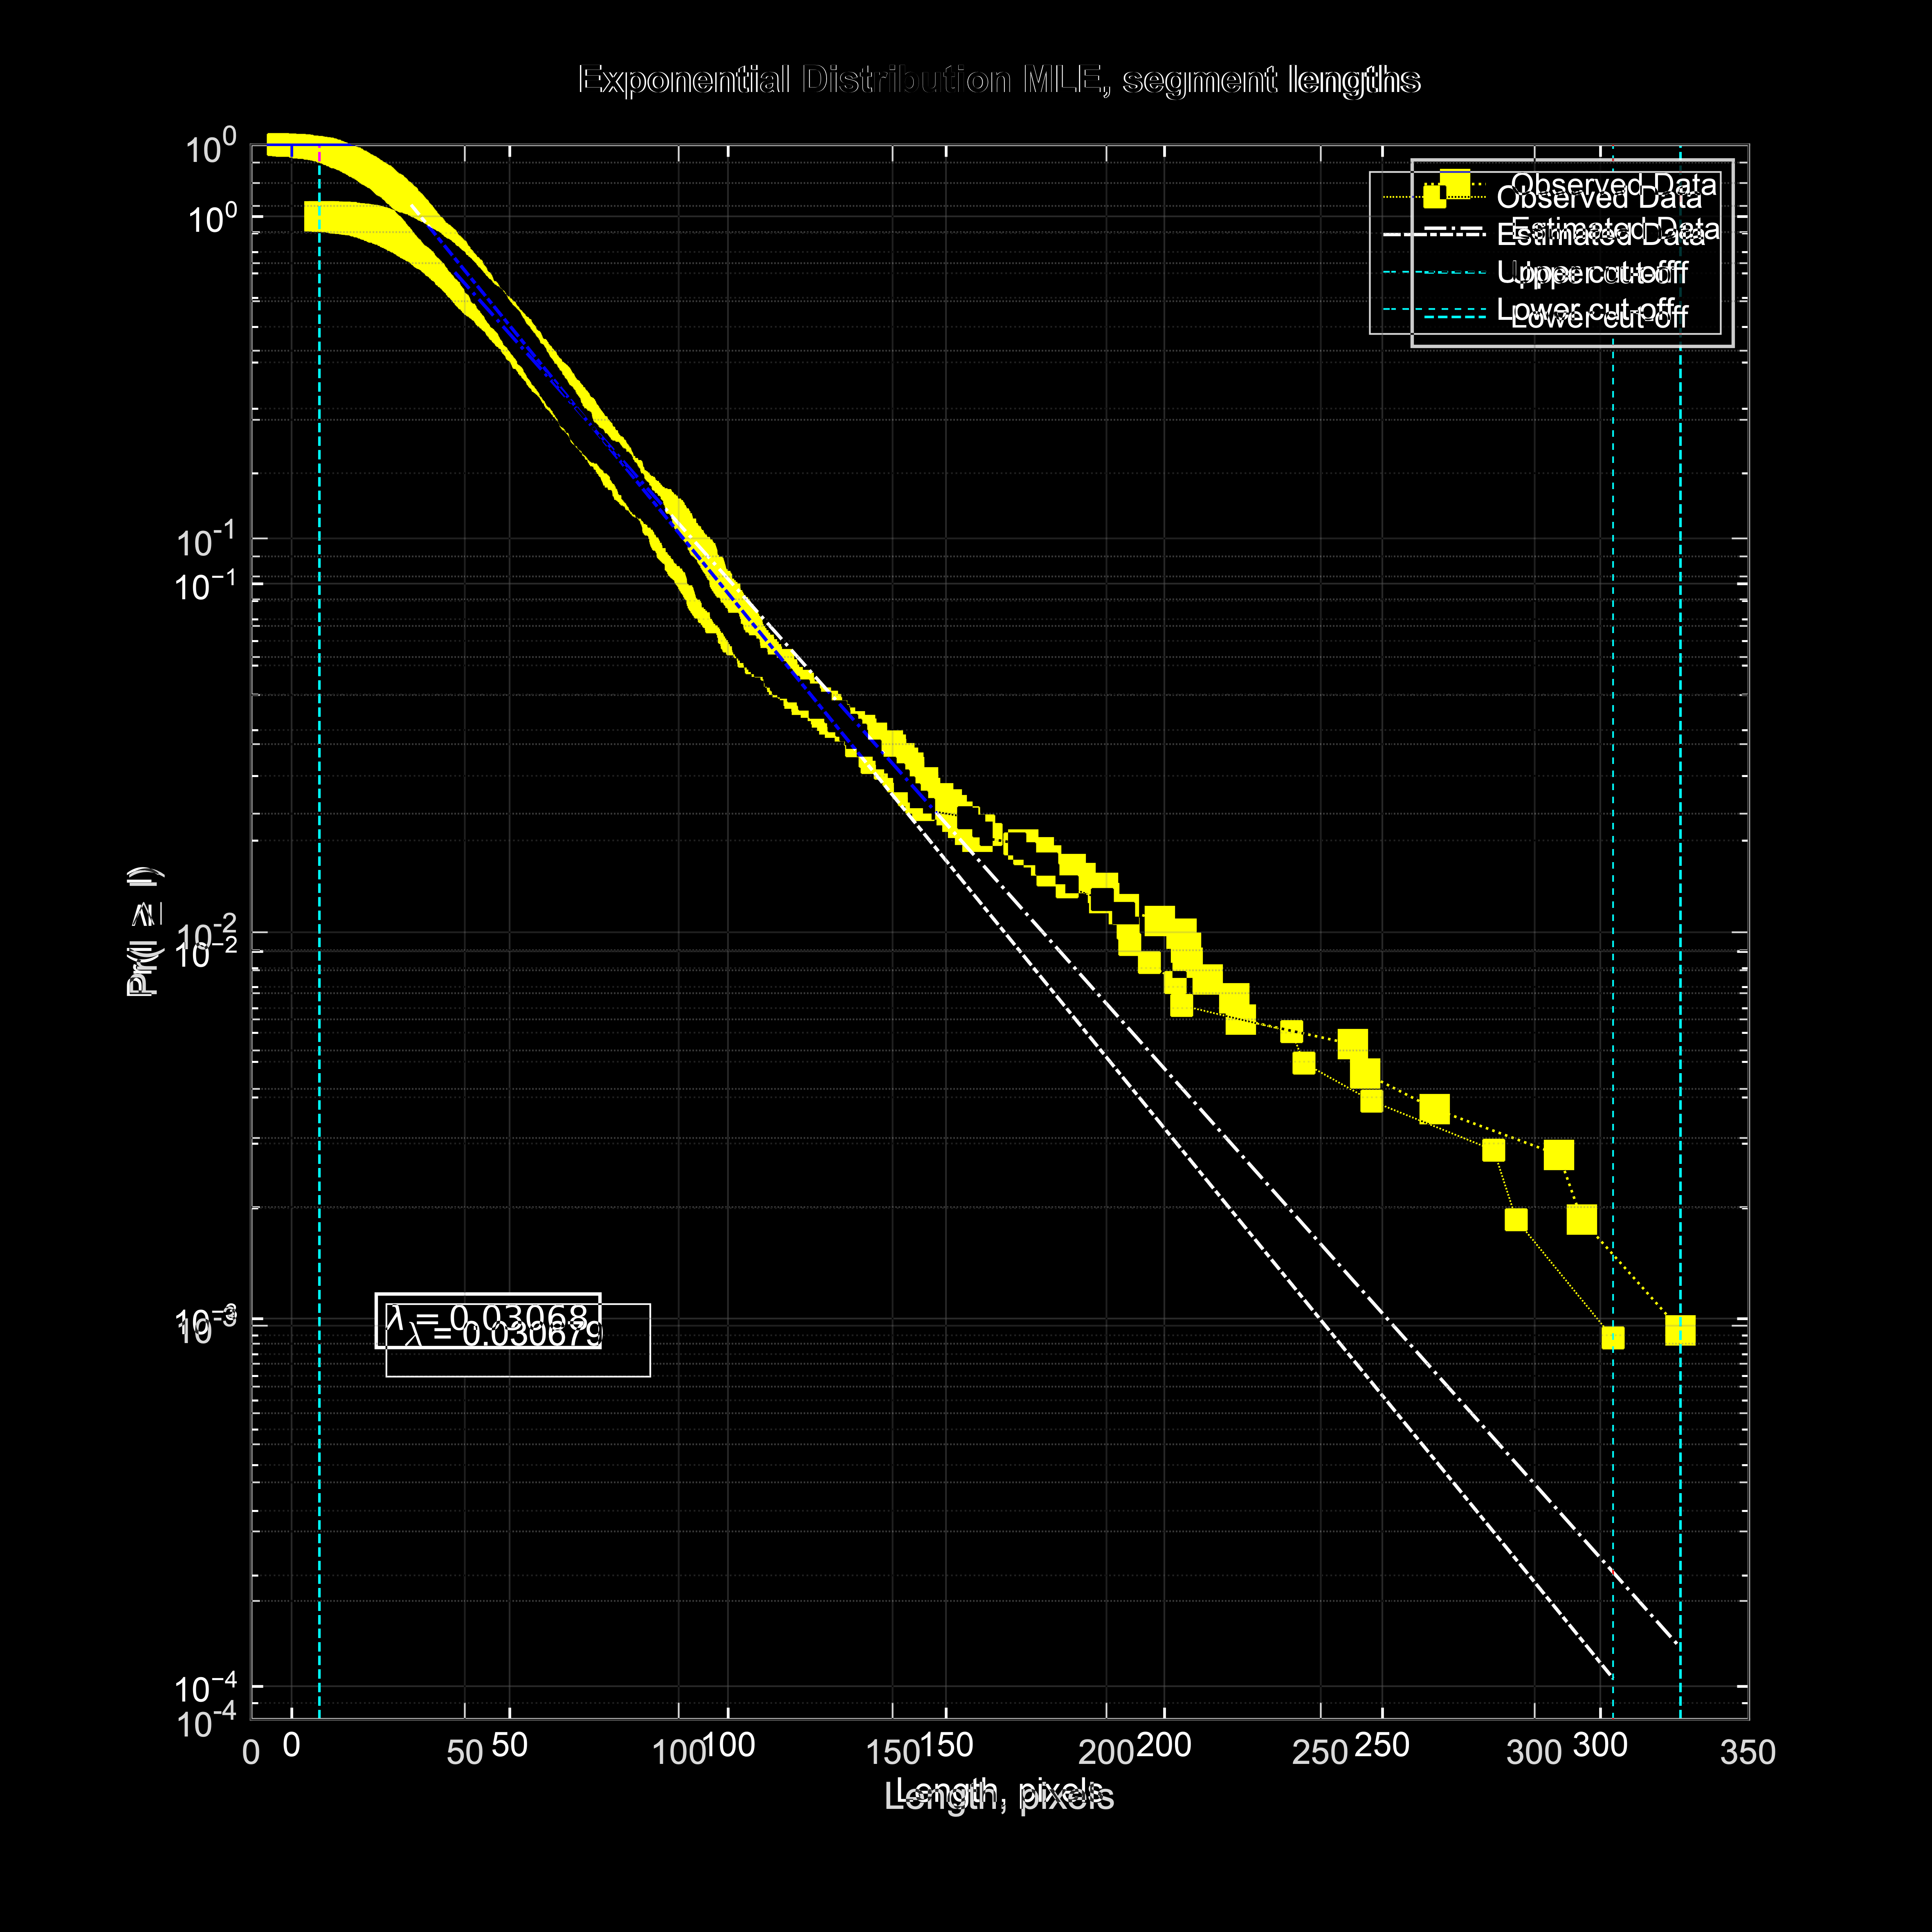 Exponential Distribution MLE, segment lengths
10^0
10^0
10^-1
10^-1
10^-2
10^-2
10^-3
10^-3
10^-4
10^-4
Pr(l ≥ l)
Observed Data
Observed Data
Estimated Data
Estimated Data
Upper cut-off
Upper cut-off
Lower cut-off
Lower cut-off
λ = 0.03068
λ = 0.030679
0 50 100 150 200 250 300
0 50 100 150 200 250 300 350
Length, pixels
Length, pixels